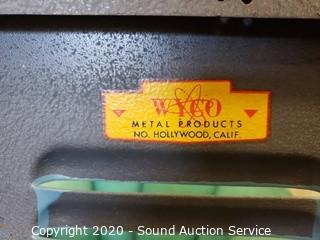 WYCO
METAL PRODUCTS
NO. HOLLYWOOD, CALIF.
Copyright 2020 - Sound Auction Service